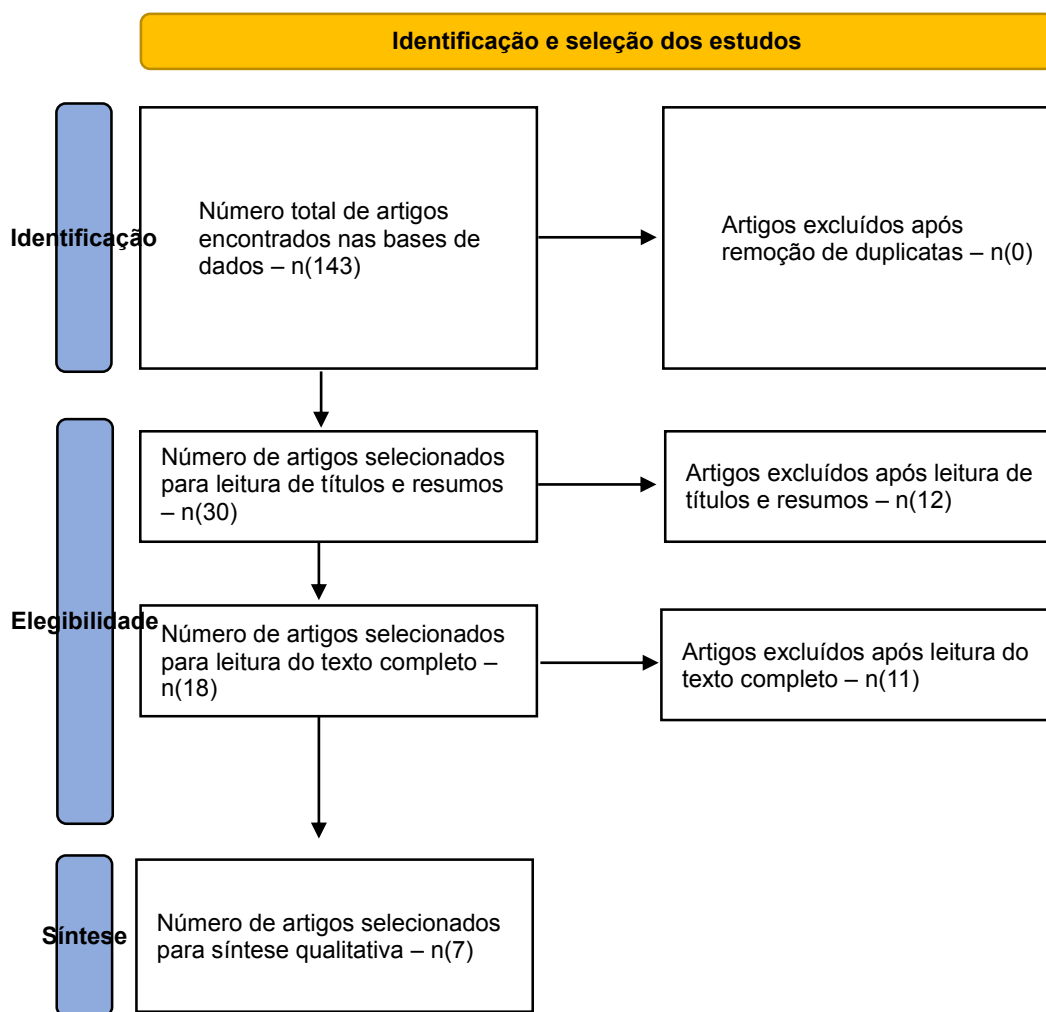 Identificação e seleção dos estudos
Identificação
Número total de artigos
encontrados nas bases de
dados – n(143)
Artigos excluídos após
remoção de duplicatas – n(0)
Elegibilidade
Número de artigos selecionados
para leitura de títulos e resumos
– n(30)
Artigos excluídos após leitura de
títulos e resumos – n(12)
Número de artigos selecionados
para leitura do texto completo –
n(18)
Artigos excluídos após leitura do
texto completo – n(11)
Síntese
Número de artigos selecionados
para síntese qualitativa – n(7)